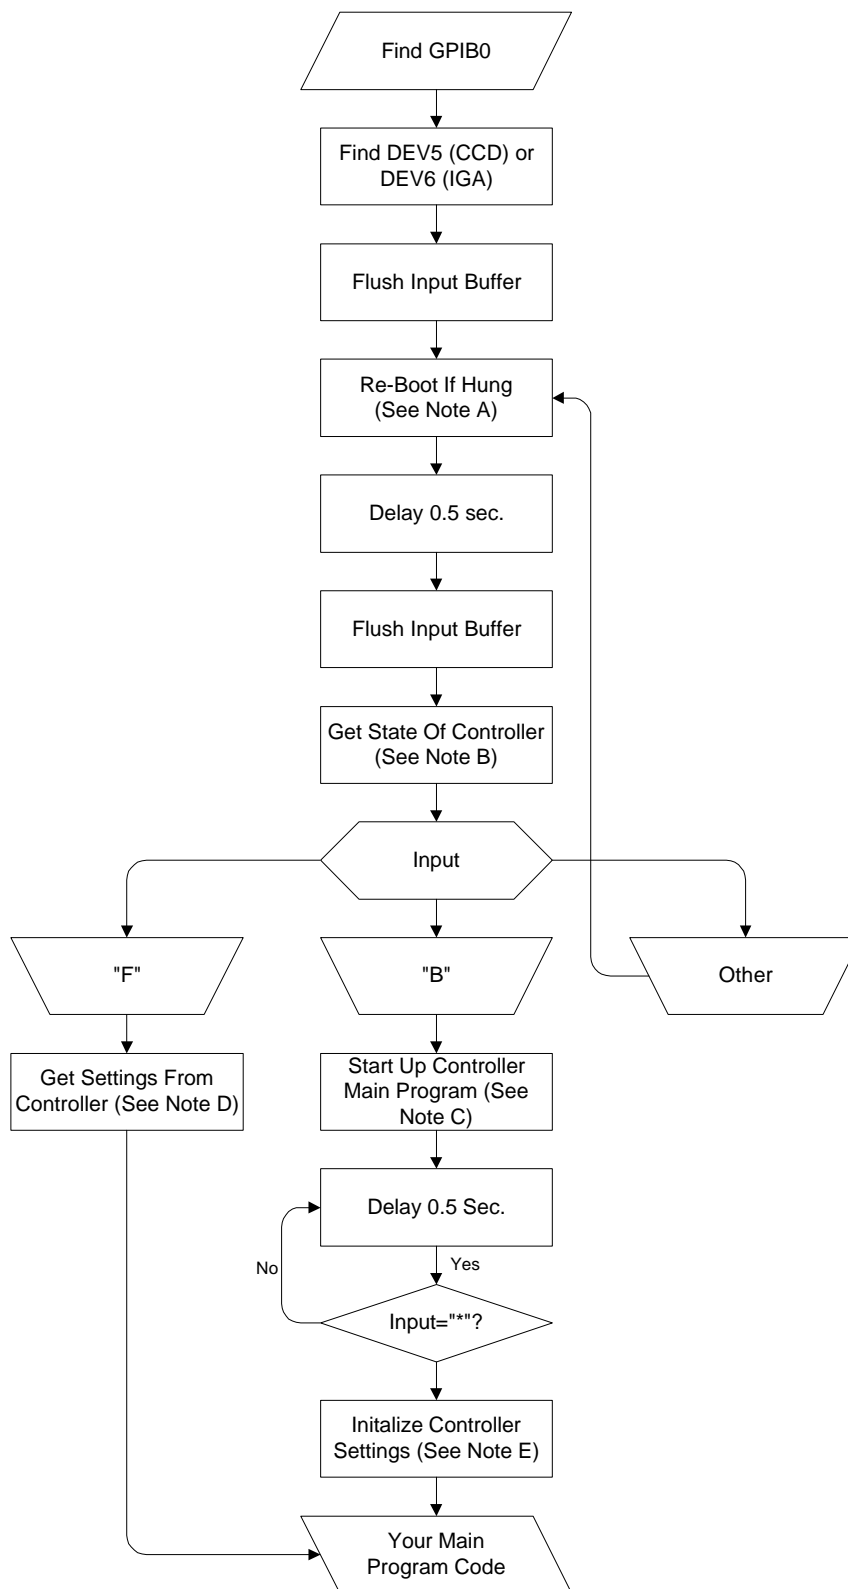 Find GPIB0
Find DEV5 (CCD) or
DEV6 (IGA)
Flush Input Buffer
Re-Boot If Hung
(See Note A)
Delay 0.5 sec.
Flush Input Buffer
Get State Of Controller
(See Note B)
Input
"F"
"B"
Other
Get Settings From
Controller (See Note D)
Start Up Controller
Main Program (See
Note C)
Delay 0.5 Sec.
No
Yes
Input="*"?
Initalize Controller
Settings (See Note E)
Your Main
Program Code